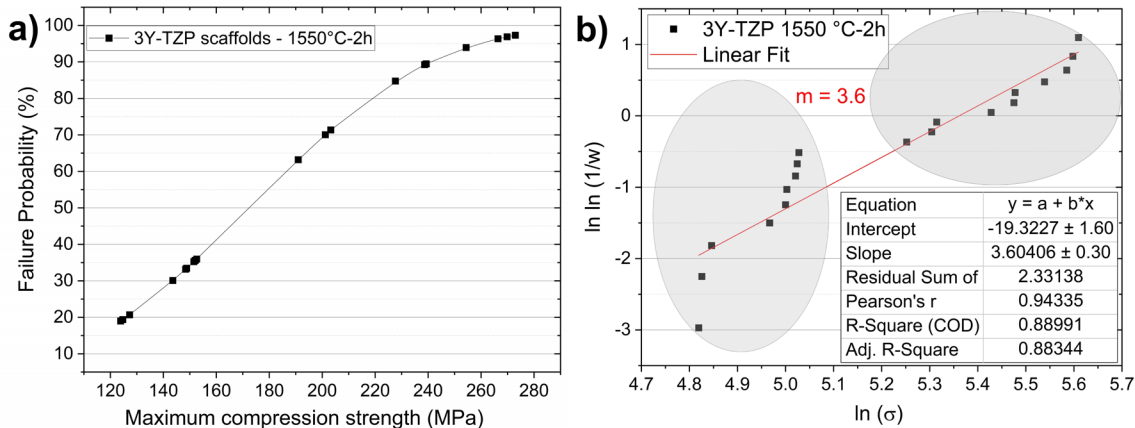 a)
3Y-TZP scaffolds - 1550°C-2h
Failure Probability (%)
100
90
80
70
60
50
40
30
20
10
120 140 160 180 200 220 240 260 280
Maximum compression strength (MPa)
b)
3Y-TZP 1550 °C-2h
Linear Fit
m = 3.6
ln ln (1/w)
1
0
-1
-2
-3
Equation y = a + b*x
Intercept -19.3227 ± 1.60
Slope 3.60406 ± 0.30
Residual Sum of 2.33138
Pearson's r 0.94335
R-Square (COD) 0.88991
Adj. R-Square 0.88344
4.7 4.8 4.9 5.0 5.1 5.2 5.3 5.4 5.5 5.6 5.7
ln (σ)